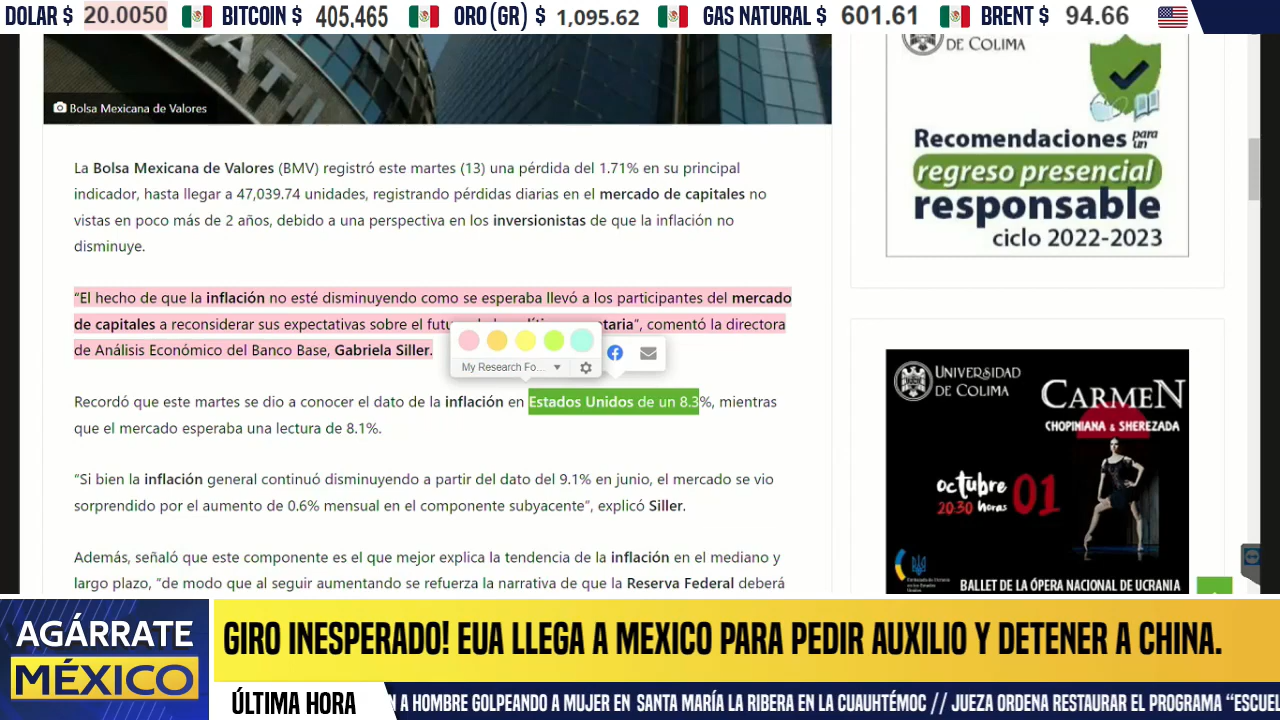 DOLAR $ 20.0050 BITCOIN $ 405,465 ORO(GR) $ 1,095.62 GAS NATURAL $ 601.61 BRENT $ 94.66
Bolsa Mexicana de Valores
La Bolsa Mexicana de Valores (BMV) registró este martes (13) una pérdida del 1.71% en su principal
indicador, hasta llegar a 47,039.74 unidades, registrando pérdidas diarias en el mercado de capitales no
vistas en poco más de 2 años, debido a una perspectiva en los inversionistas de que la inflación no
disminuye.
“El hecho de que la inflación no esté disminuyendo como se esperaba llevó a los participantes del mercado
de capitales a reconsiderar sus expectativas sobre el
”, comentó la directora
de Análisis Económico del Banco Base, Gabriela Siller.
My Research Fo...
Recordó que este martes se dio a conocer el dato de la inflación en Estados Unidos de un 8.3%, mientras
que el mercado esperaba una lectura de 8.1%.
“Si bien la inflación general continuó disminuyendo a partir del dato del 9.1% en junio, el mercado se vio
sorprendido por el aumento de 0.6% mensual en el componente subyacente”, explicó Siller.
Además, señaló que este componente es el que mejor explica la tendencia de la inflación en el mediano y
largo plazo, “de modo que al seguir aumentando se refuerza la narrativa de que la Reserva Federal deberá
DE COLIMA
Recomendaciones para un
regreso presencial
responsable
ciclo 2022-2023
UNIVERSIDAD
DE COLIMA
CARMEN
CHOPINIANA & SHEREZADA
octubre 01
20:30 horas
BALLET DE LA ÓPERA NACIONAL DE UCRANIA
AGÁRRATE
MÉXICO
GIRO INESPERADO! EUA LLEGA A MEXICO PARA PEDIR AUXILIO Y DETENER A CHINA.
ÚLTIMA HORA
A HOMBRE GOLPEANDO A MUJER EN SANTA MARÍA LA RIBERA EN LA CUAUHTÉMOC // JUEZA ORDENA RESTAURAR EL PROGRAMA “ESCUEL